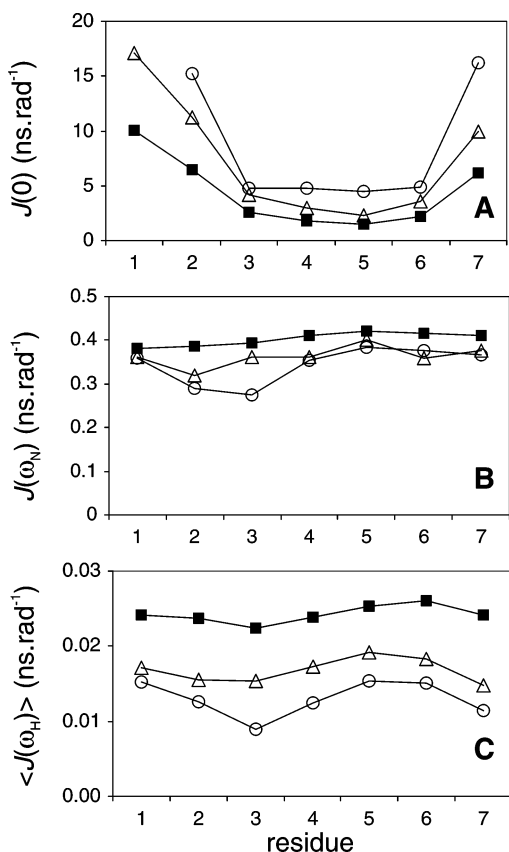 J(0) (ns.rad⁻¹)
20
15
10
5
0
A
1 2 3 4 5 6 7
J(ω_N) (ns.rad⁻¹)
0.5
0.4
0.3
0.2
0.1
0
B
1 2 3 4 5 6 7
<J(ω_H)> (ns.rad⁻¹)
0.03
0.02
0.01
0.00
C
1 2 3 4 5 6 7
residue